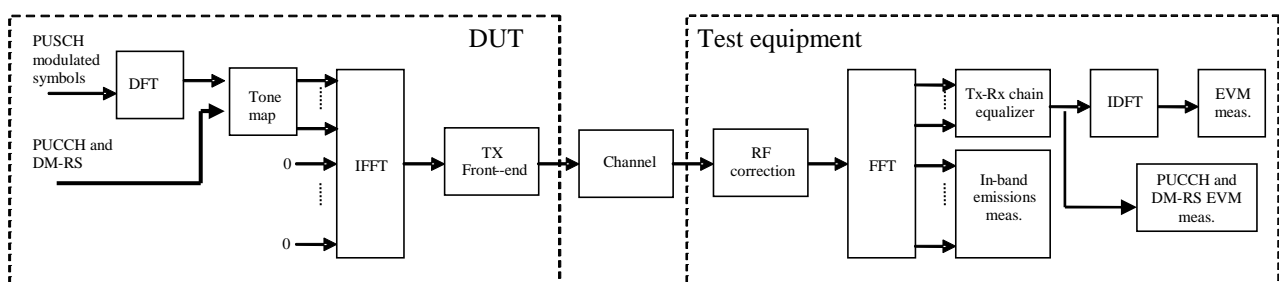 DUT
Test equipment
PUSCH
modulated
symbols
DFT
Tone
map
PUCCH and
DM-RS
0
0
IFFT
TX
Front--end
Channel
RF
correction
FFT
Tx-Rx chain
equalizer
IDFT
EVM
meas.
In-band
emissions
meas.
PUCCH and
DM-RS EVM
meas.